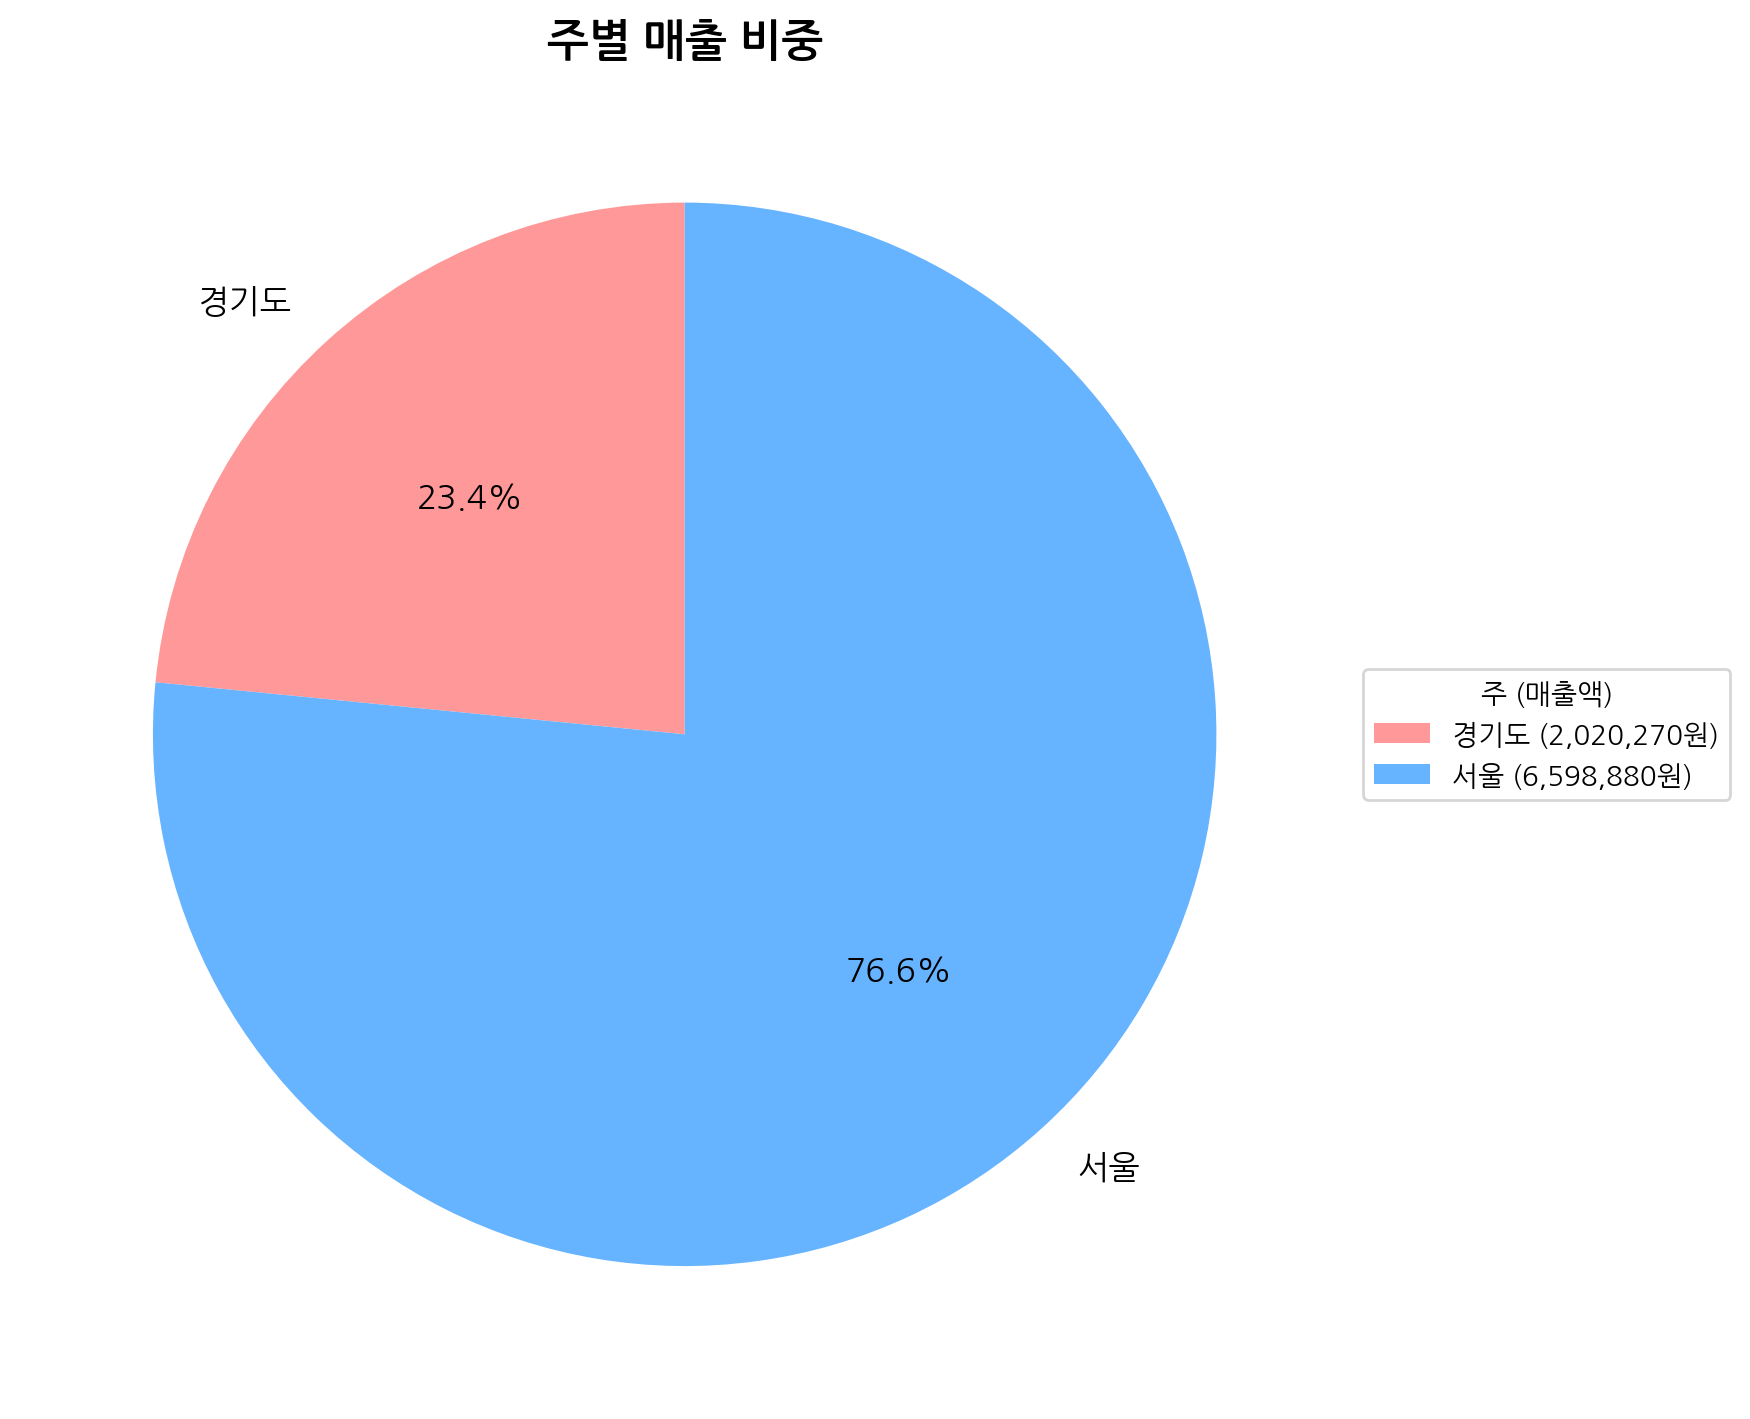 주별 매출 비중
경기도
23.4%
76.6%
서울
주 (매출액)
경기도 (2,020,270원)
서울 (6,598,880원)